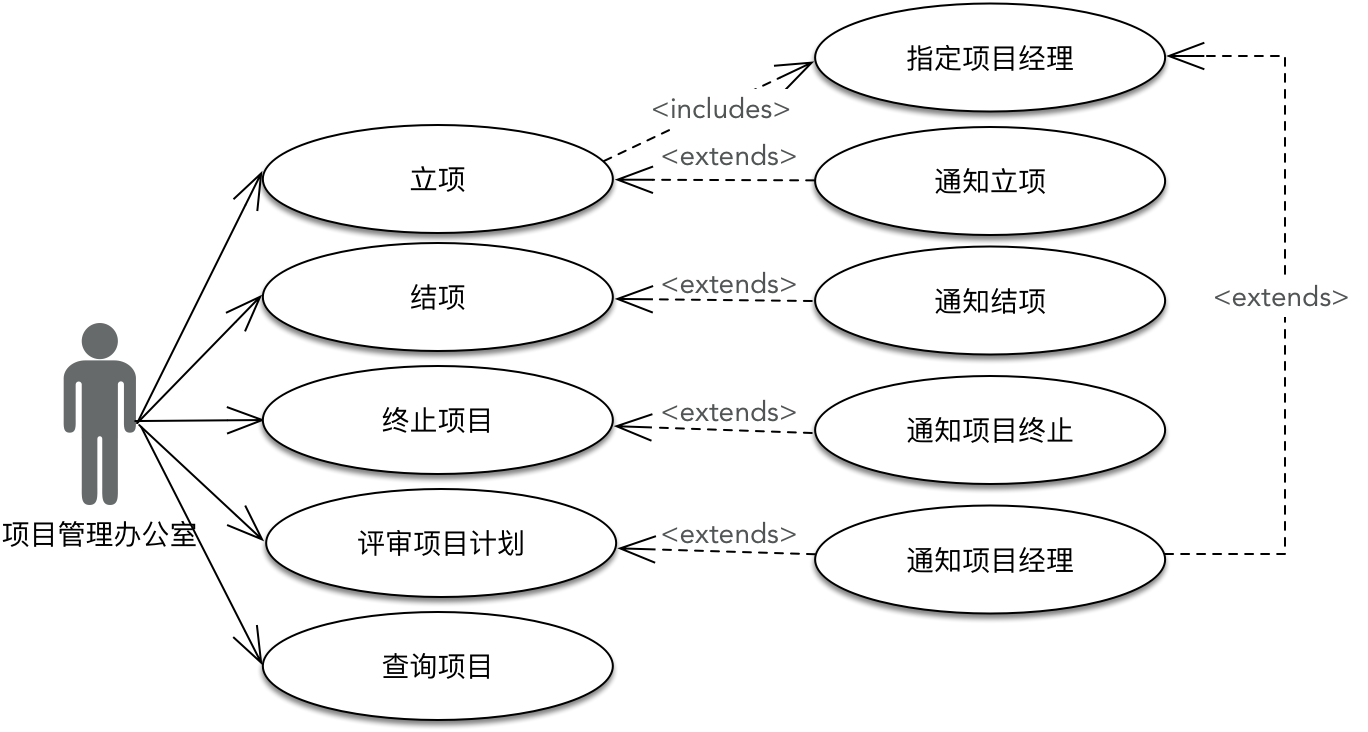 指定项目经理
<includes>
<extends>
立项
通知立项
<extends>
结项
通知结项
<extends>
<extends>
终止项目
通知项目终止
项目管理办公室
<extends>
评审项目计划
通知项目经理
查询项目